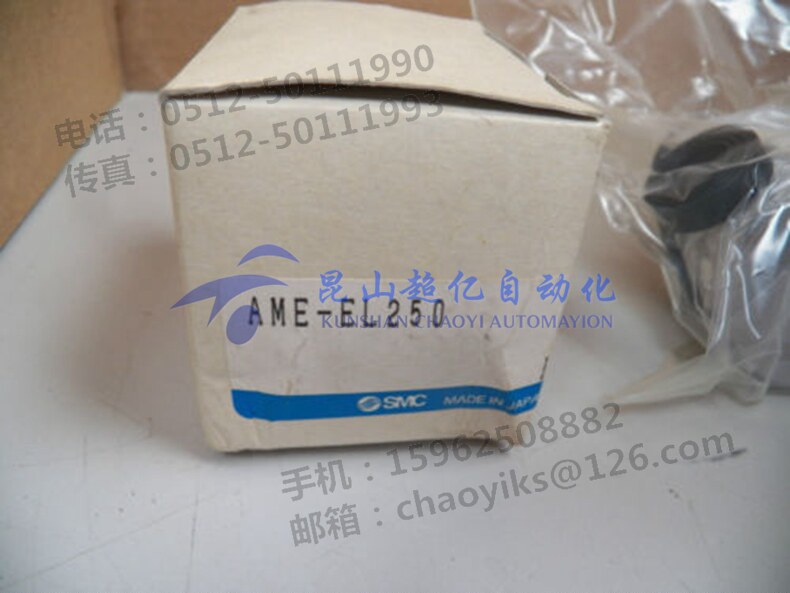 电话：0512-50111990
传真：0512-50111993
昆山超亿自动化
KUNSHAN CHAOYI AUTOMAYION
AME-EL250
SMC MADE IN JAPAN
手机：15962508882
邮箱：chaoyiks@126.com